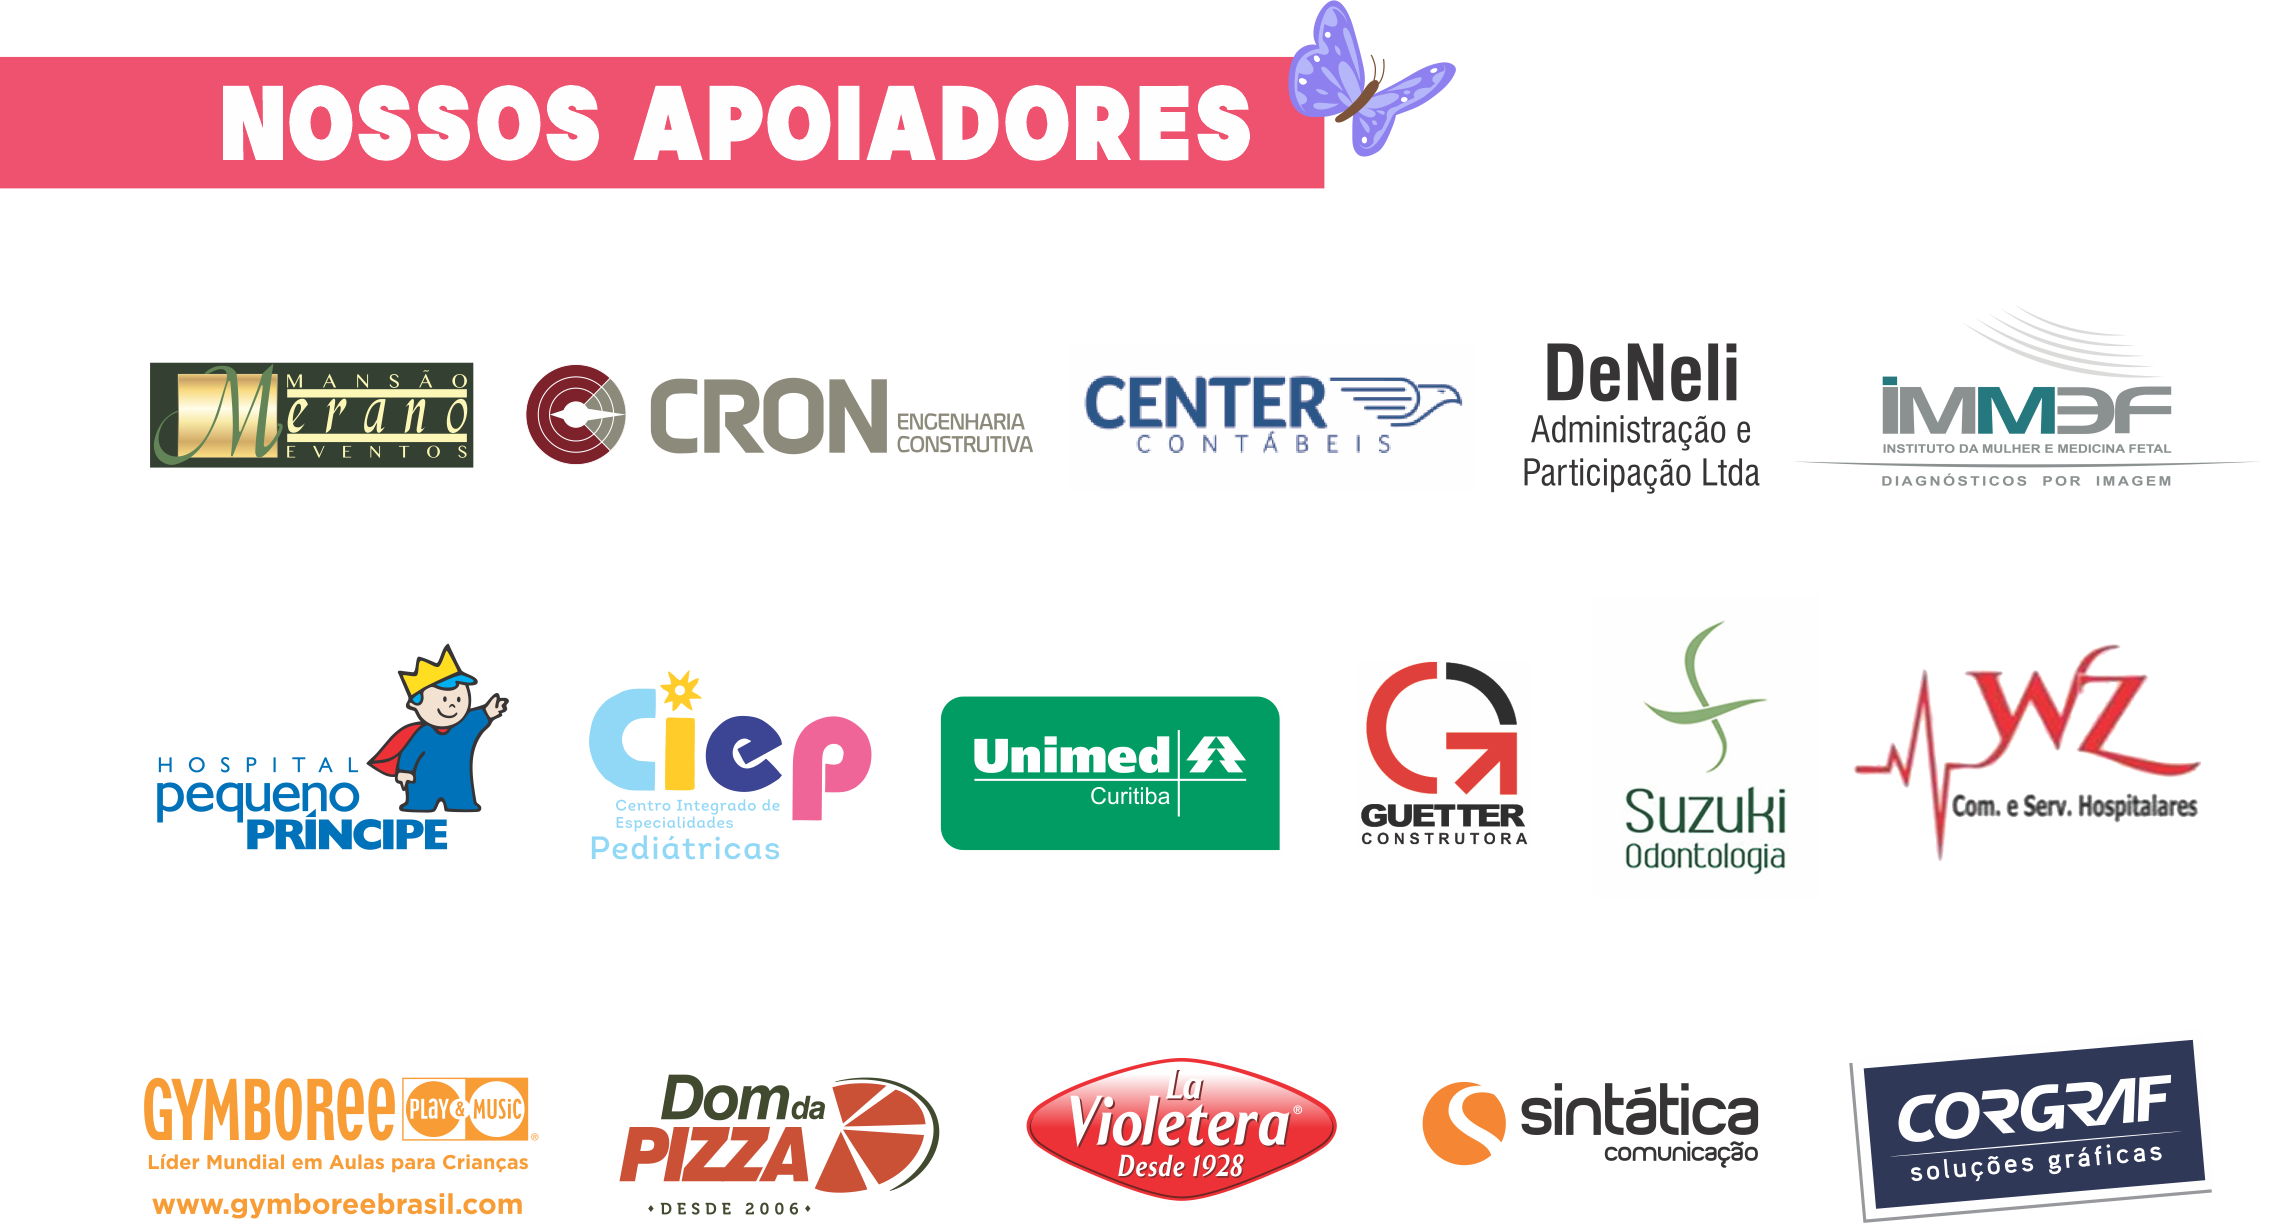 NOSSOS APOIADORES
MANSÃO
Merano
EVENTOS
CRON ENGENHARIA
CONSTRUTIVA
CENTER
CONTÁBEIS
DeNeli
Administração e
Participação Ltda
iMMEF
INSTITUTO DA MULHER E MEDICINA FETAL
DIAGNÓSTICOS POR IMAGEM
HOSPITAL
pequeno
PRÍNCIPE
Ciep
Centro Integrado de
Especialidades
Pediátricas
Unimed
Curitiba
GUETTER
CONSTRUTORA
Suzuki
Odontologia
WZ
Com. e Serv. Hospitalares
GYMBOREE PLAY & MUSIC ®
Líder Mundial em Aulas para Crianças
www.gymboreebrasil.com
Dom da
PIZZA
DESDE 2006
La
Violetera®
Desde 1928
sintática
comunicação
CORGRAF
soluções gráficas